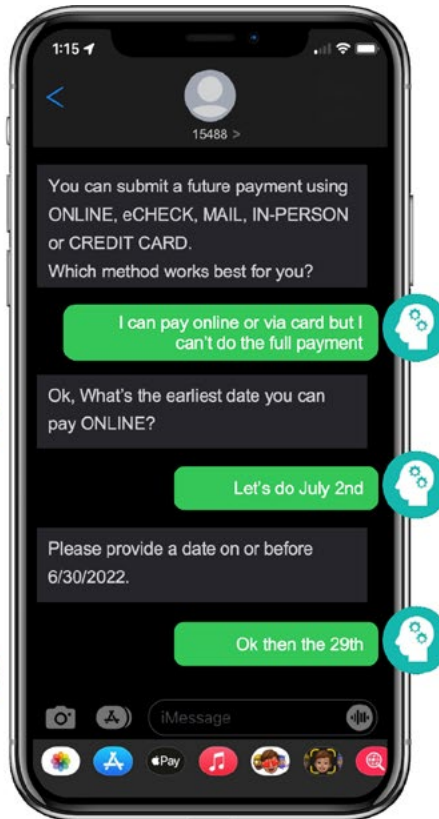 1:15
15488 >
You can submit a future payment using
ONLINE, eCHECK, MAIL, IN-PERSON
or CREDIT CARD.
Which method works best for you?
I can pay online or via card but I
can't do the full payment
Ok, What's the earliest date you can
pay ONLINE?
Let's do July 2nd
Please provide a date on or before
6/30/2022.
Ok then the 29th
iMessage
Pay